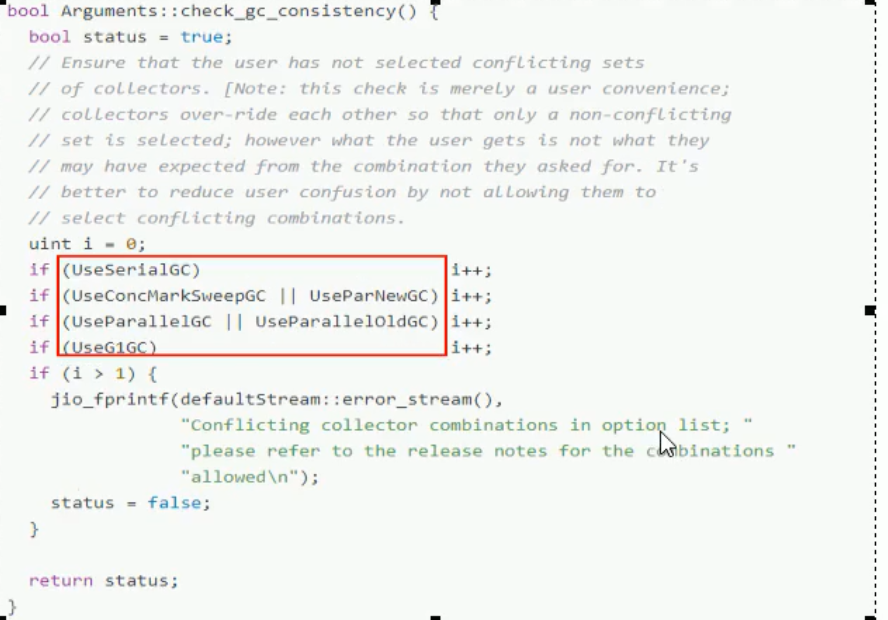 bool Arguments::check_gc_consistency() {
  bool status = true;
  // Ensure that the user has not selected conflicting sets
  // of collectors. [Note: this check is merely a user convenience;
  // collectors over-ride each other so that only a non-conflicting
  // set is selected; however what the user gets is not what they
  // may have expected from the combination they asked for. It's
  // better to reduce user confusion by not allowing them to
  // select conflicting combinations.
  uint i = 0;
  if (UseSerialGC)                       i++;
  if (UseConcMarkSweepGC || UseParNewGC) i++;
  if (UseParallelGC || UseParallelOldGC) i++;
  if (UseG1GC)                           i++;
  if (i > 1) {
    jio_fprintf(defaultStream::error_stream(),
                "Conflicting collector combinations in option list; "
                "please refer to the release notes for the combinations "
                "allowed\n");
    status = false;
  }

  return status;
}